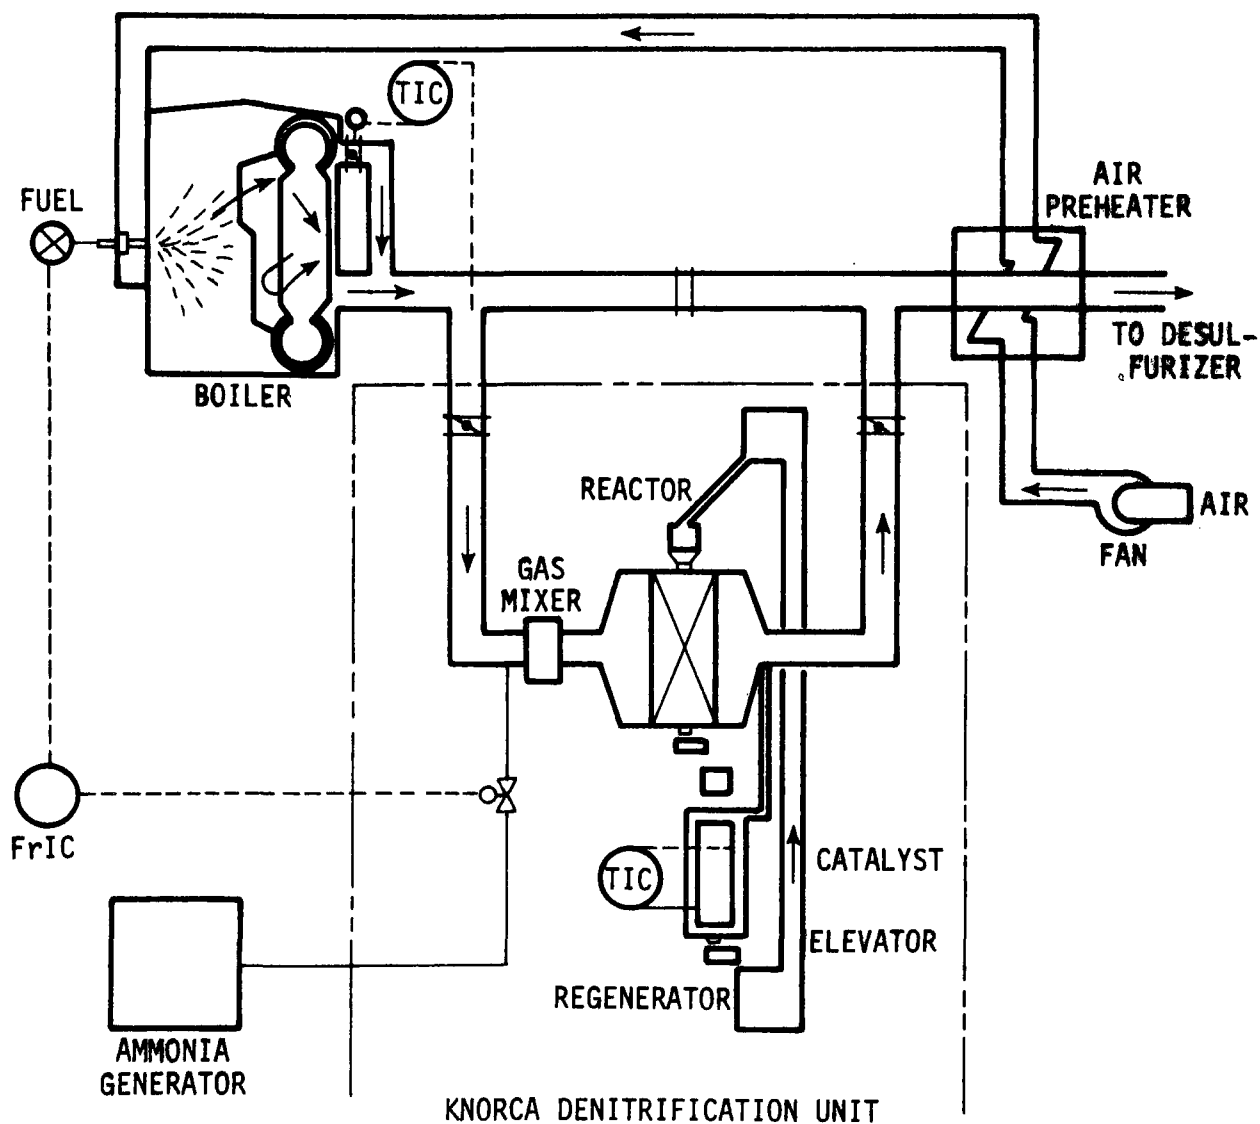 TIC
FUEL
AIR
PREHEATER
TO DESUL-
FURIZER
BOILER
REACTOR
AIR
FAN
GAS
MIXER
FrIC
TIC
CATALYST
ELEVATOR
REGENERATOR
AMMONIA
GENERATOR
KNORCA DENITRIFICATION UNIT